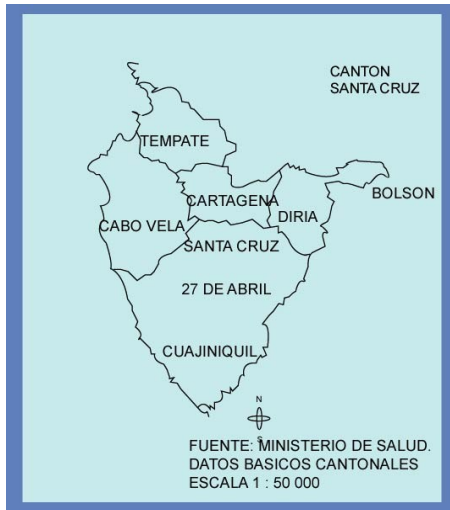 CANTON
SANTA CRUZ
TEMPATE
BOLSON
CARTAGENA
DIRIA
CABO VELA
SANTA CRUZ
27 DE ABRIL
CUAJINIQUIL
N
S
FUENTE: MINISTERIO DE SALUD.
DATOS BASICOS CANTONALES
ESCALA 1 : 50 000